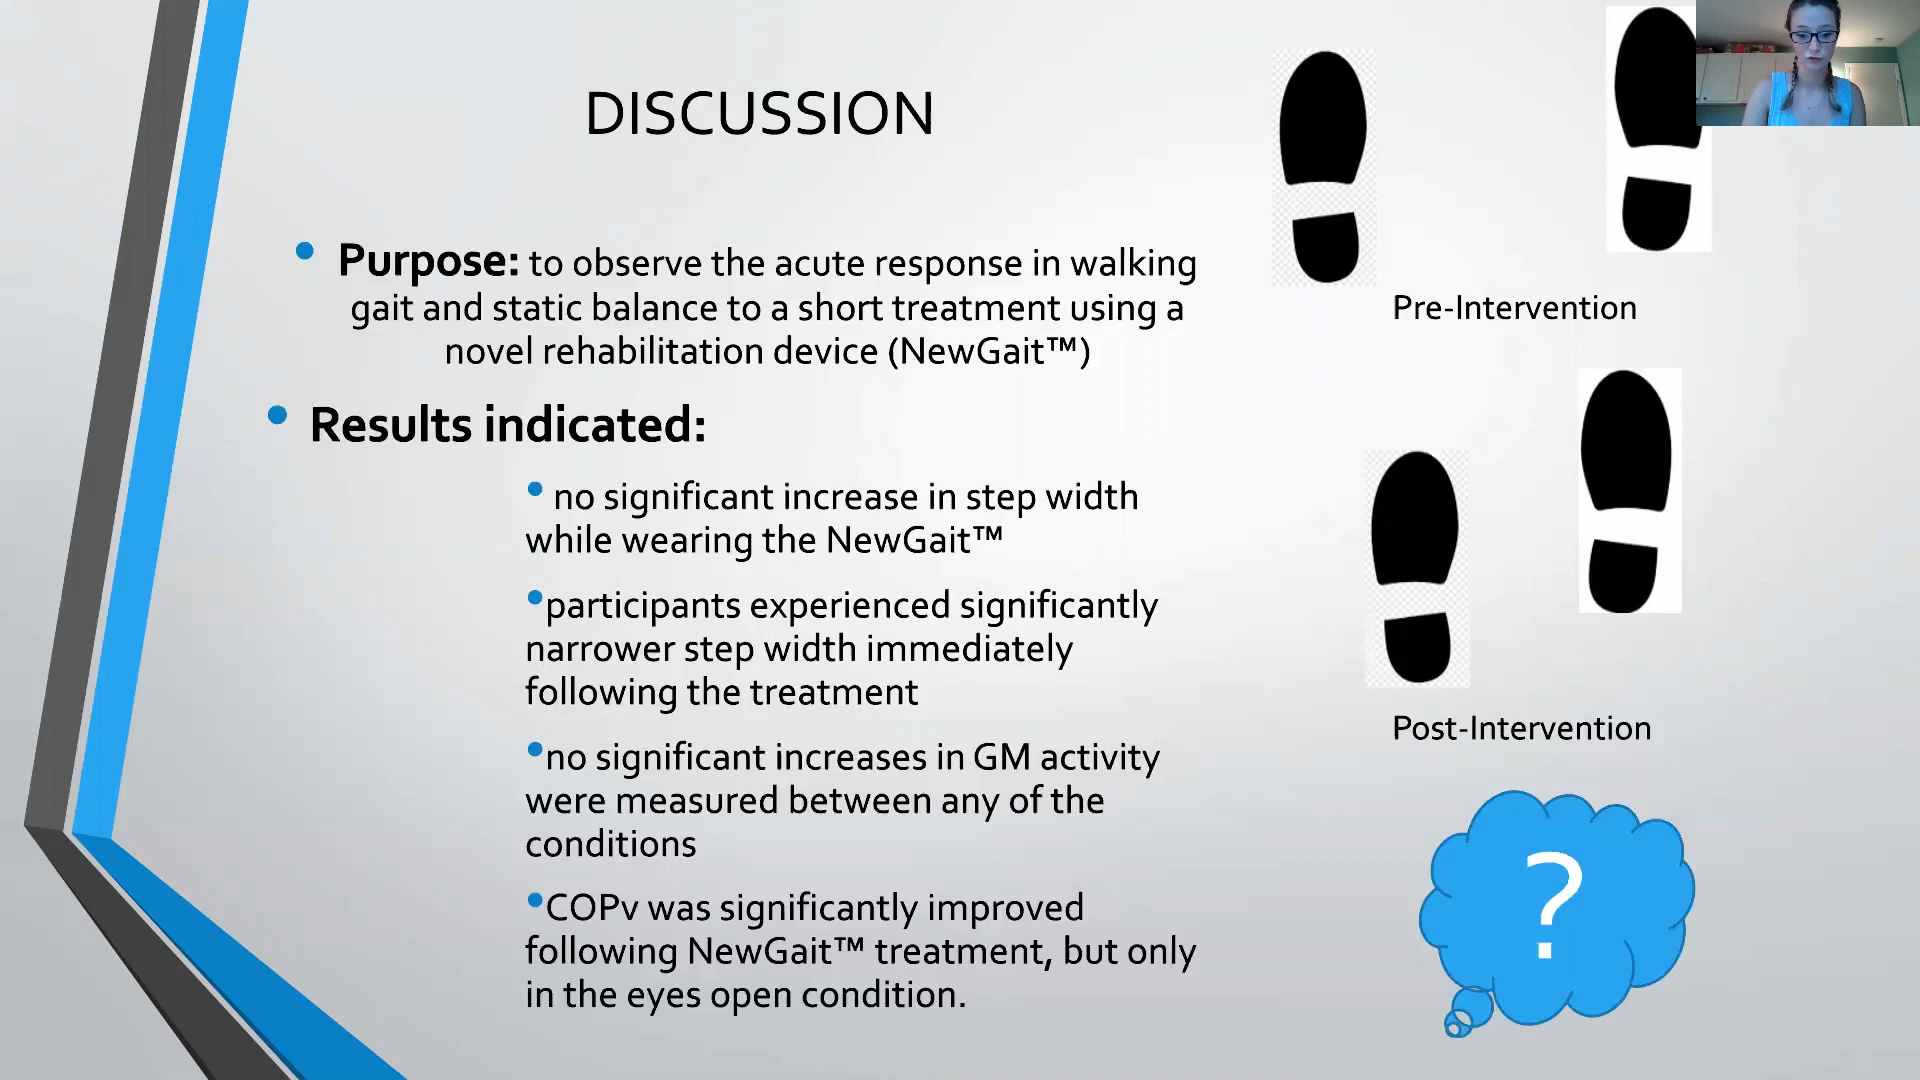 DISCUSSION
• Purpose: to observe the acute response in walking
gait and static balance to a short treatment using a
novel rehabilitation device (NewGait™)
• Results indicated:
• no significant increase in step width
while wearing the NewGait™
•participants experienced significantly
narrower step width immediately
following the treatment
•no significant increases in GM activity
were measured between any of the
conditions
•COPv was significantly improved
following NewGait™ treatment, but only
in the eyes open condition.
Pre-Intervention
Post-Intervention
?